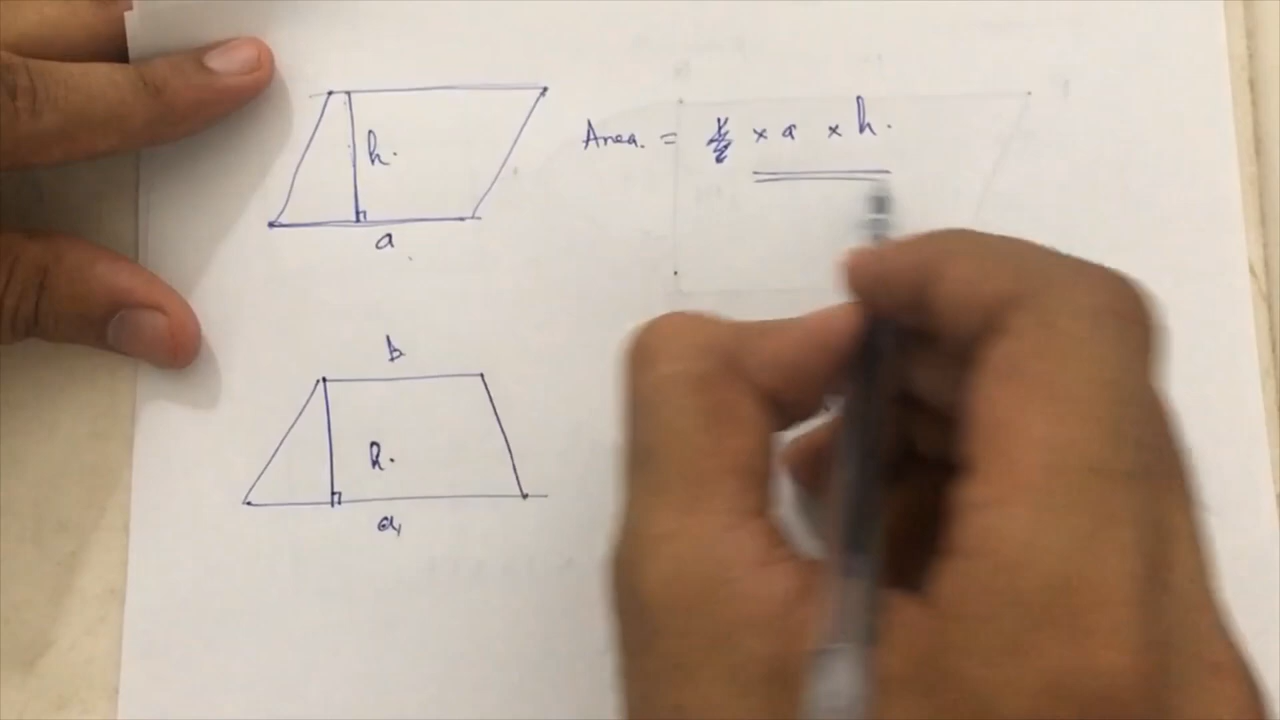 h.
Area. = × a × h.
a
b
h.
a